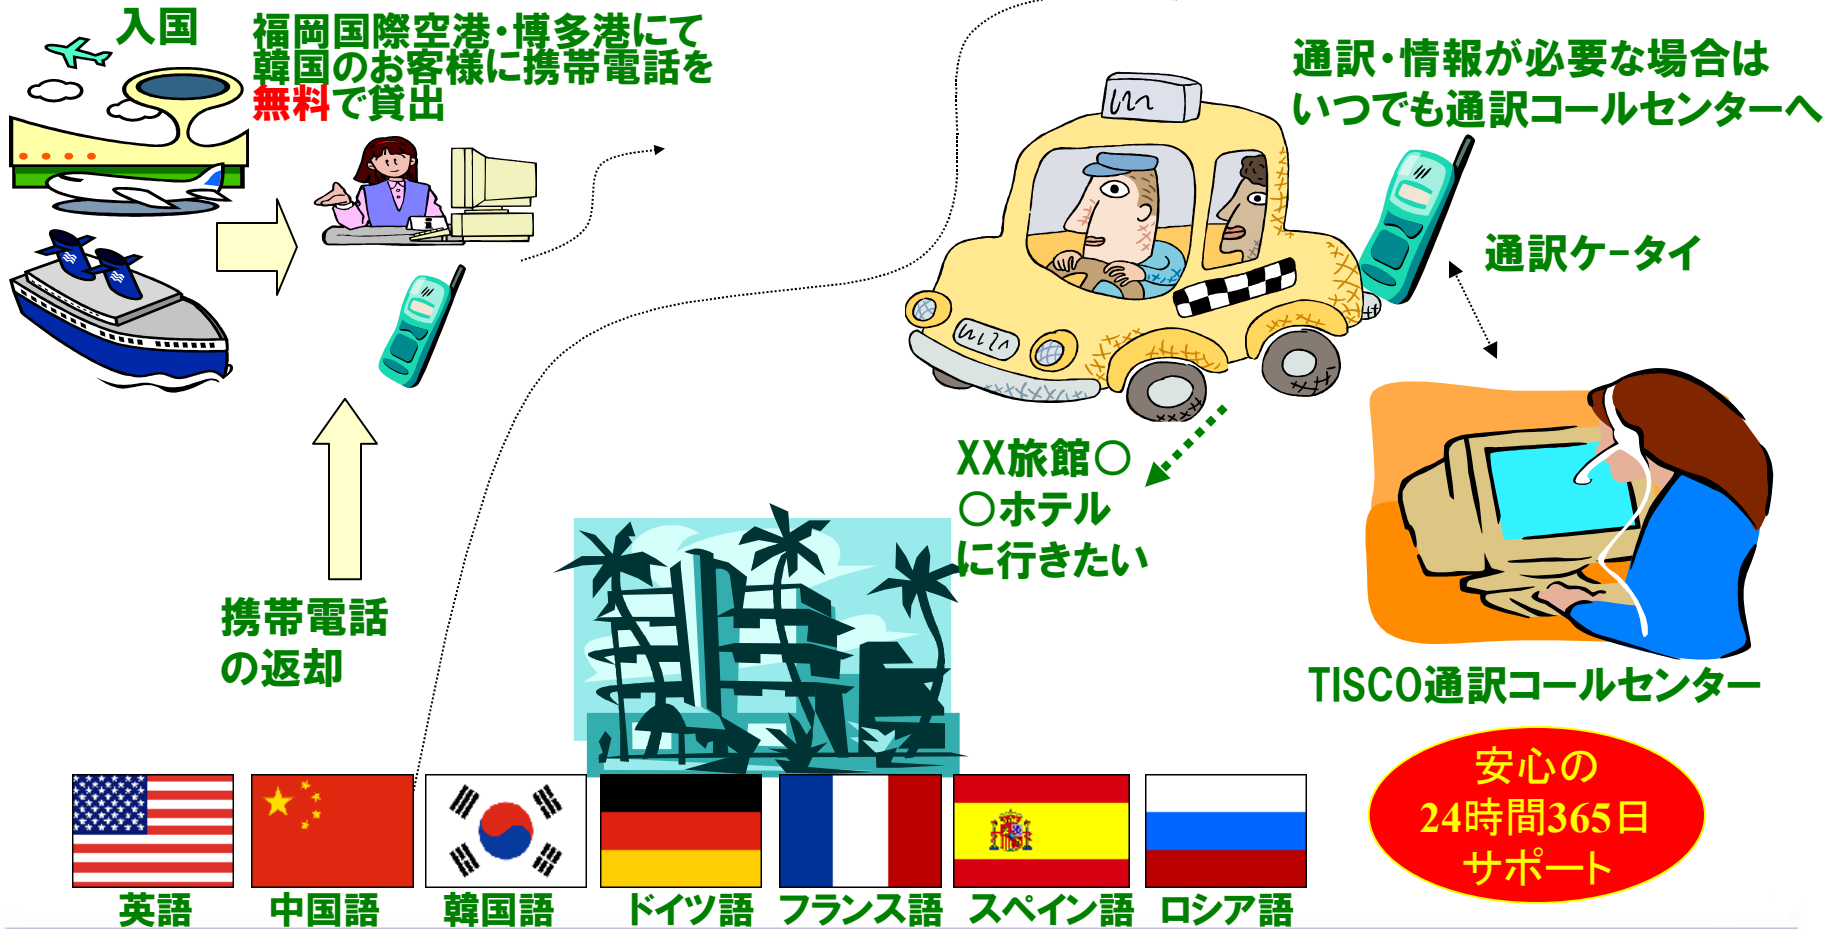 入国
福岡国際空港・博多港にて
韓国のお客様に携帯電話を
無料で貸出
通訳・情報が必要な場合は
いつでも通訳コールセンターへ
通訳ケータイ
XX旅館〇
〇ホテル
に行きたい
携帯電話
の返却
TISCO通訳コールセンター
安心の
24時間365日
サポート
英語
中国語
韓国語
ドイツ語
フランス語
スペイン語
ロシア語